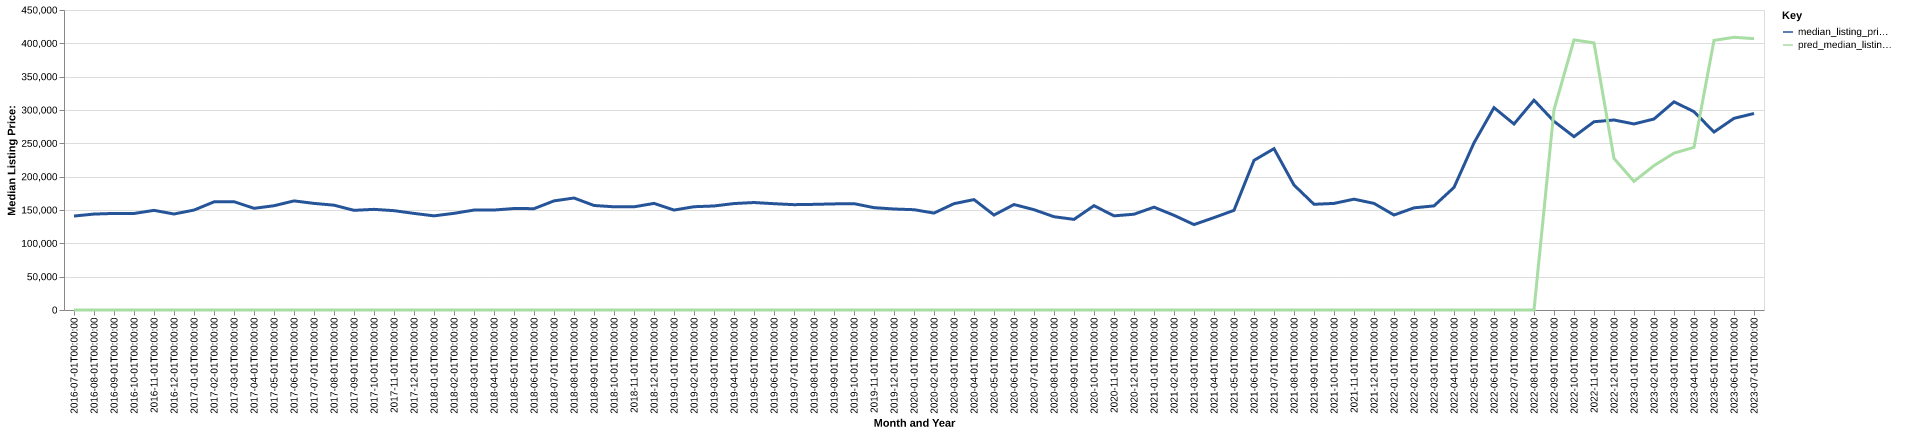 450,000
400,000
350,000
300,000
250,000
200,000
150,000
100,000
50,000
0
Median Listing Price:
2016-07-01T00:00:00
2016-08-01T00:00:00
2016-09-01T00:00:00
2016-10-01T00:00:00
2016-11-01T00:00:00
2016-12-01T00:00:00
2017-01-01T00:00:00
2017-02-01T00:00:00
2017-03-01T00:00:00
2017-04-01T00:00:00
2017-05-01T00:00:00
2017-06-01T00:00:00
2017-07-01T00:00:00
2017-08-01T00:00:00
2017-09-01T00:00:00
2017-10-01T00:00:00
2017-11-01T00:00:00
2017-12-01T00:00:00
2018-01-01T00:00:00
2018-02-01T00:00:00
2018-03-01T00:00:00
2018-04-01T00:00:00
2018-05-01T00:00:00
2018-06-01T00:00:00
2018-07-01T00:00:00
2018-08-01T00:00:00
2018-09-01T00:00:00
2018-10-01T00:00:00
2018-11-01T00:00:00
2018-12-01T00:00:00
2019-01-01T00:00:00
2019-02-01T00:00:00
2019-03-01T00:00:00
2019-04-01T00:00:00
2019-05-01T00:00:00
2019-06-01T00:00:00
2019-07-01T00:00:00
2019-08-01T00:00:00
2019-09-01T00:00:00
2019-10-01T00:00:00
2019-11-01T00:00:00
2019-12-01T00:00:00
2020-01-01T00:00:00
2020-02-01T00:00:00
2020-03-01T00:00:00
2020-04-01T00:00:00
2020-05-01T00:00:00
2020-06-01T00:00:00
2020-07-01T00:00:00
2020-08-01T00:00:00
2020-09-01T00:00:00
2020-10-01T00:00:00
2020-11-01T00:00:00
2020-12-01T00:00:00
2021-01-01T00:00:00
2021-02-01T00:00:00
2021-03-01T00:00:00
2021-04-01T00:00:00
2021-05-01T00:00:00
2021-06-01T00:00:00
2021-07-01T00:00:00
2021-08-01T00:00:00
2021-09-01T00:00:00
2021-10-01T00:00:00
2021-11-01T00:00:00
2021-12-01T00:00:00
2022-01-01T00:00:00
2022-02-01T00:00:00
2022-03-01T00:00:00
2022-04-01T00:00:00
2022-05-01T00:00:00
2022-06-01T00:00:00
2022-07-01T00:00:00
2022-08-01T00:00:00
2022-09-01T00:00:00
2022-10-01T00:00:00
2022-11-01T00:00:00
2022-12-01T00:00:00
2023-01-01T00:00:00
2023-02-01T00:00:00
2023-03-01T00:00:00
2023-04-01T00:00:00
2023-05-01T00:00:00
2023-06-01T00:00:00
2023-07-01T00:00:00
Month and Year
Key
median_listing_pri…
pred_median_listin…